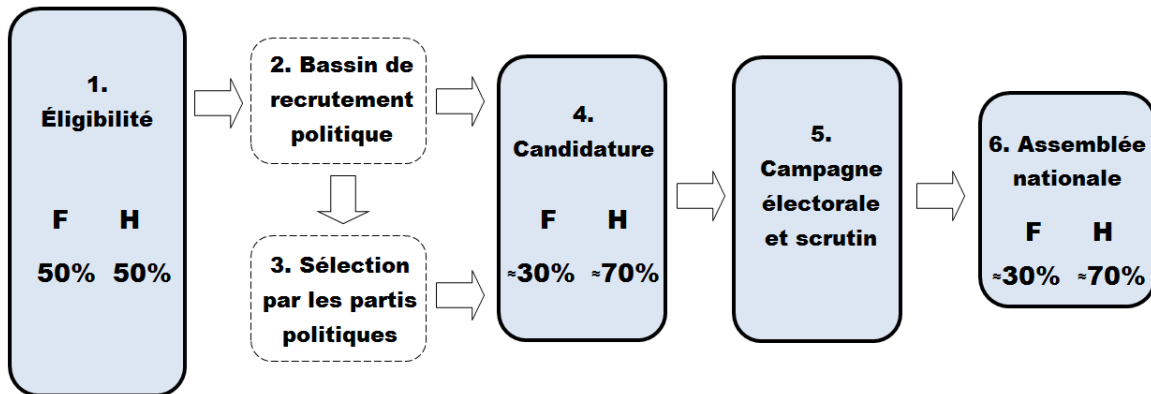 1.
Éligibilité
F H
50% 50%
2. Bassin de
recrutement
politique
3. Sélection
par les partis
politiques
4.
Candidature
F H
≈30% ≈70%
5.
Campagne
électorale
et scrutin
6. Assemblée
nationale
F H
≈30% ≈70%